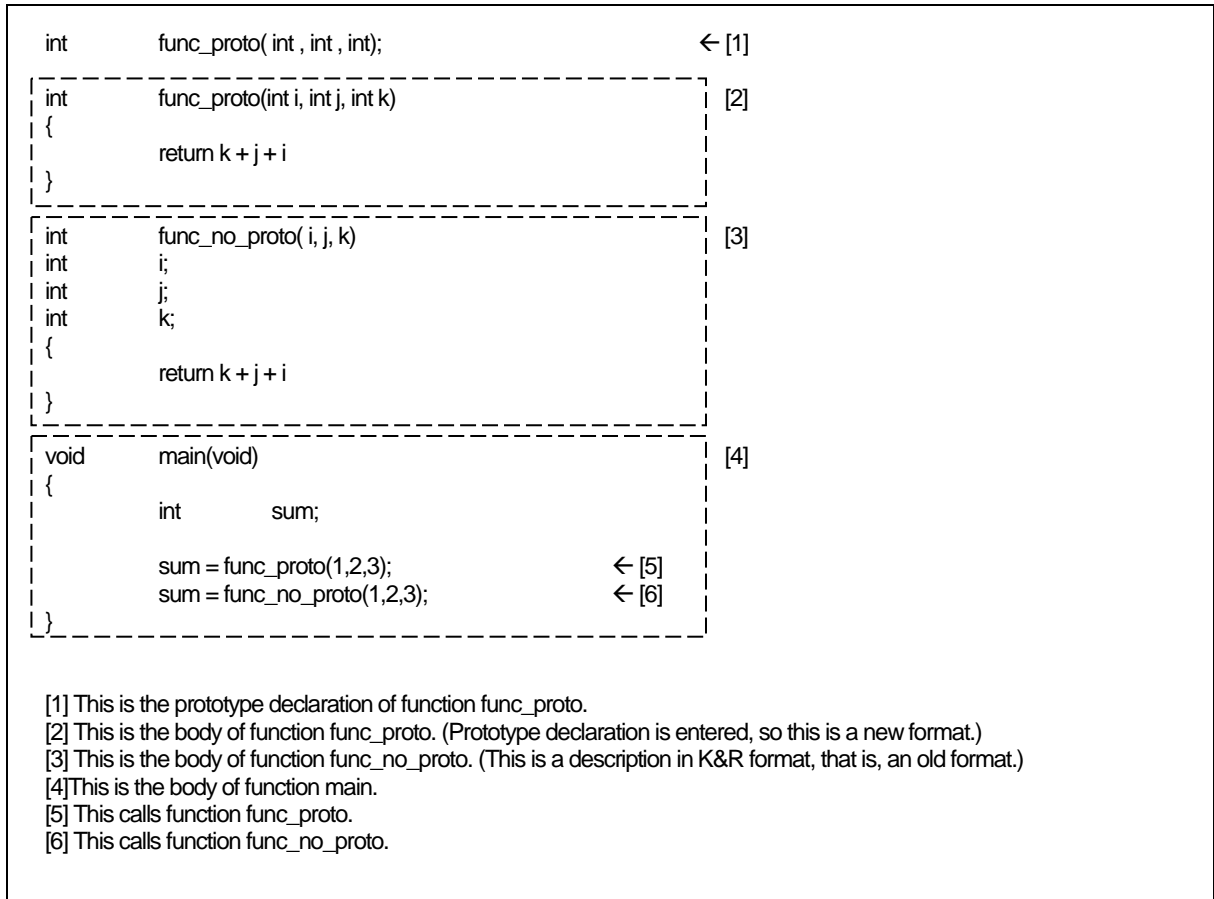 int func_proto( int , int , int); ← [1]
int func_proto(int i, int j, int k) [2]
{
return k + j + i
}
int func_no_proto( i, j, k) [3]
int i;
int j;
int k;
{
return k + j + i
}
void main(void) [4]
{
int sum;
sum = func_proto(1,2,3); ← [5]
sum = func_no_proto(1,2,3); ← [6]
}
[1] This is the prototype declaration of function func_proto.
[2] This is the body of function func_proto. (Prototype declaration is entered, so this is a new format.)
[3] This is the body of function func_no_proto. (This is a description in K&R format, that is, an old format.)
[4]This is the body of function main.
[5] This calls function func_proto.
[6] This calls function func_no_proto.